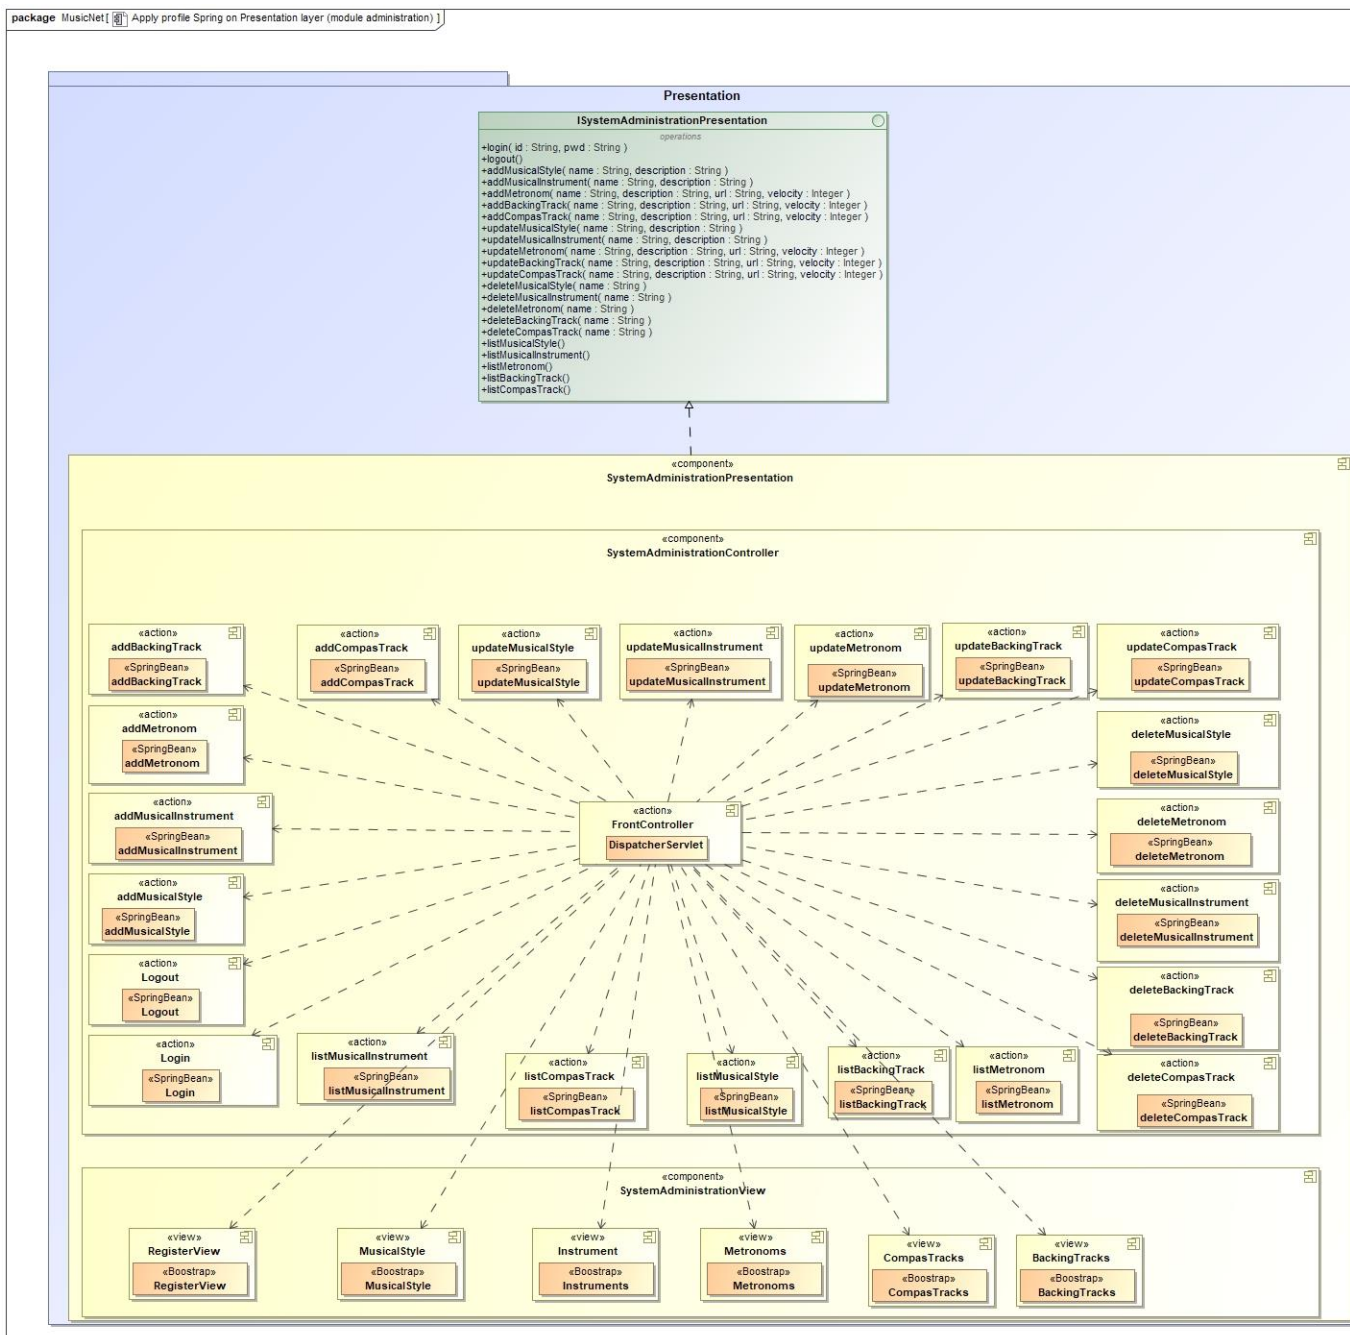 package MusicNet [ Apply profile Spring on Presentation layer (module administration) ]
Presentation
ISystemAdministrationPresentation
operations
+login( id : String, pwd : String )
+logout()
+addMusicalStyle( name : String, description : String )
+addMusicalInstrument( name : String, description : String )
+addMetronom( name : String, description : String, url : String, velocity : Integer )
+addBackingTrack( name : String, description : String, url : String, velocity : Integer )
+addCompasTrack( name : String, description : String, url : String, velocity : Integer )
+updateMusicalStyle( name : String, description : String )
+updateMusicalInstrument( name : String, description : String )
+updateMetronom( name : String, description : String, url : String, velocity : Integer )
+updateBackingTrack( name : String, description : String, url : String, velocity : Integer )
+updateCompasTrack( name : String, description : String, url : String, velocity : Integer )
+deleteMusicalStyle( name : String )
+deleteMusicalInstrument( name : String )
+deleteMetronom( name : String )
+deleteBackingTrack( name : String )
+deleteCompasTrack( name : String )
+listMusicalStyle()
+listMusicalInstrument()
+listMetronom()
+listBackingTrack()
+listCompasTrack()
«component»
SystemAdministrationPresentation
«component»
SystemAdministrationController
«action»
addBackingTrack
«SpringBean»
addBackingTrack
«action»
addCompasTrack
«SpringBean»
addCompasTrack
«action»
updateMusicalStyle
«SpringBean»
updateMusicalStyle
«action»
updateMusicalInstrument
«SpringBean»
updateMusicalInstrument
«action»
updateMetronom
«SpringBean»
updateMetronom
«action»
updateBackingTrack
«SpringBean»
updateBackingTrack
«action»
updateCompasTrack
«SpringBean»
updateCompasTrack
«action»
addMetronom
«SpringBean»
addMetronom
«action»
deleteMusicalStyle
«SpringBean»
deleteMusicalStyle
«action»
addMusicalInstrument
«SpringBean»
addMusicalInstrument
«action»
FrontController
DispatcherServlet
«action»
deleteMetronom
«SpringBean»
deleteMetronom
«action»
addMusicalStyle
«SpringBean»
addMusicalStyle
«action»
deleteMusicalInstrument
«SpringBean»
deleteMusicalInstrument
«action»
Logout
«SpringBean»
Logout
«action»
deleteBackingTrack
«SpringBean»
deleteBackingTrack
«action»
Login
«SpringBean»
Login
«action»
listMusicalInstrument
«SpringBean»
listMusicalInstrument
«action»
listCompasTrack
«SpringBean»
listCompasTrack
«action»
listMusicalStyle
«SpringBean»
listMusicalStyle
«action»
listBackingTrack
«SpringBean»
listBackingTrack
«action»
listMetronom
«SpringBean»
listMetronom
«action»
deleteCompasTrack
«SpringBean»
deleteCompasTrack
«component»
SystemAdministrationView
«view»
RegisterView
«Boostrap»
RegisterView
«view»
MusicalStyle
«Boostrap»
MusicalStyle
«view»
Instrument
«Boostrap»
Instruments
«view»
Metronoms
«Boostrap»
Metronoms
«view»
CompasTracks
«Boostrap»
CompasTracks
«view»
BackingTracks
«Boostrap»
BackingTracks